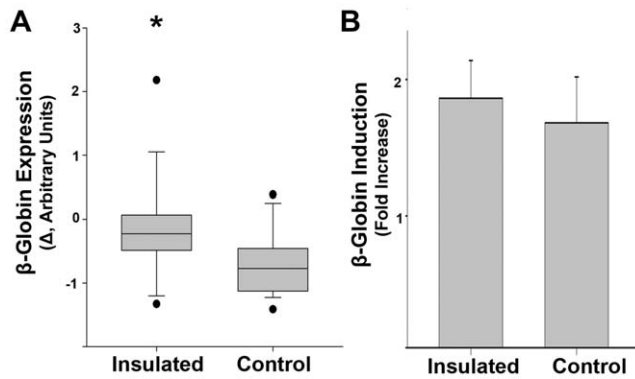 A
*
β-Globin Expression
(Δ, Arbitrary Units)
3
2
1
0
-1
Insulated
Control
B
β-Globin Induction
(Fold Increase)
2
1
Insulated
Control